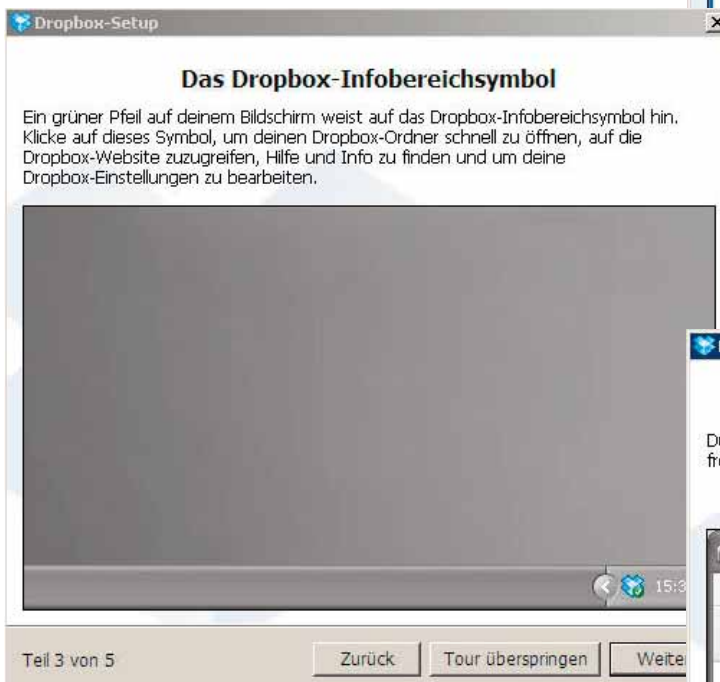 Dropbox-Setup
Das Dropbox-Infobereichsymbol
Ein grüner Pfeil auf deinem Bildschirm weist auf das Dropbox-Infobereichsymbol hin.
Klicke auf dieses Symbol, um deinen Dropbox-Ordner schnell zu öffnen, auf die
Dropbox-Website zuzugreifen, Hilfe und Info zu finden und um deine
Dropbox-Einstellungen zu bearbeiten.
Teil 3 von 5
Zurück
Tour überspringen